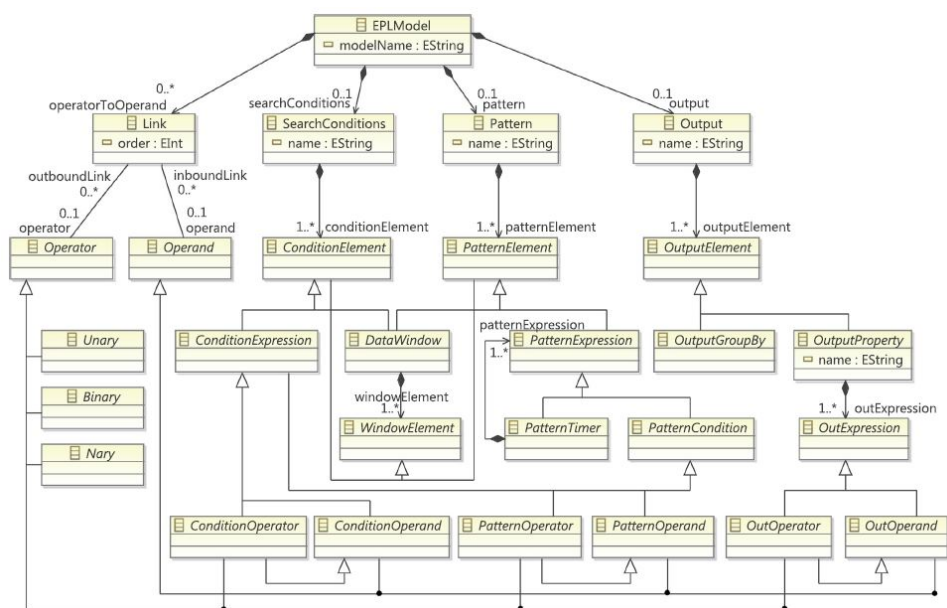 EPLModel
modelName : EString
0..*
operatorToOperand
searchConditions
0..1
0..1
pattern
0..1
output
Link
order : EInt
SearchConditions
name : EString
Pattern
name : EString
Output
name : EString
outboundLink
0..*
inboundLink
0..*
0..1
operator
0..1
operand
1..* conditionElement
1..* patternElement
1..* outputElement
Operator
Operand
ConditionElement
PatternElement
OutputElement
patternExpression
1..*
Unary
ConditionExpression
DataWindow
PatternExpression
OutputGroupBy
OutputProperty
name : EString
Binary
windowElement
1..*
1..* outExpression
Nary
WindowElement
PatternTimer
PatternCondition
OutExpression
ConditionOperator
ConditionOperand
PatternOperator
PatternOperand
OutOperator
OutOperand